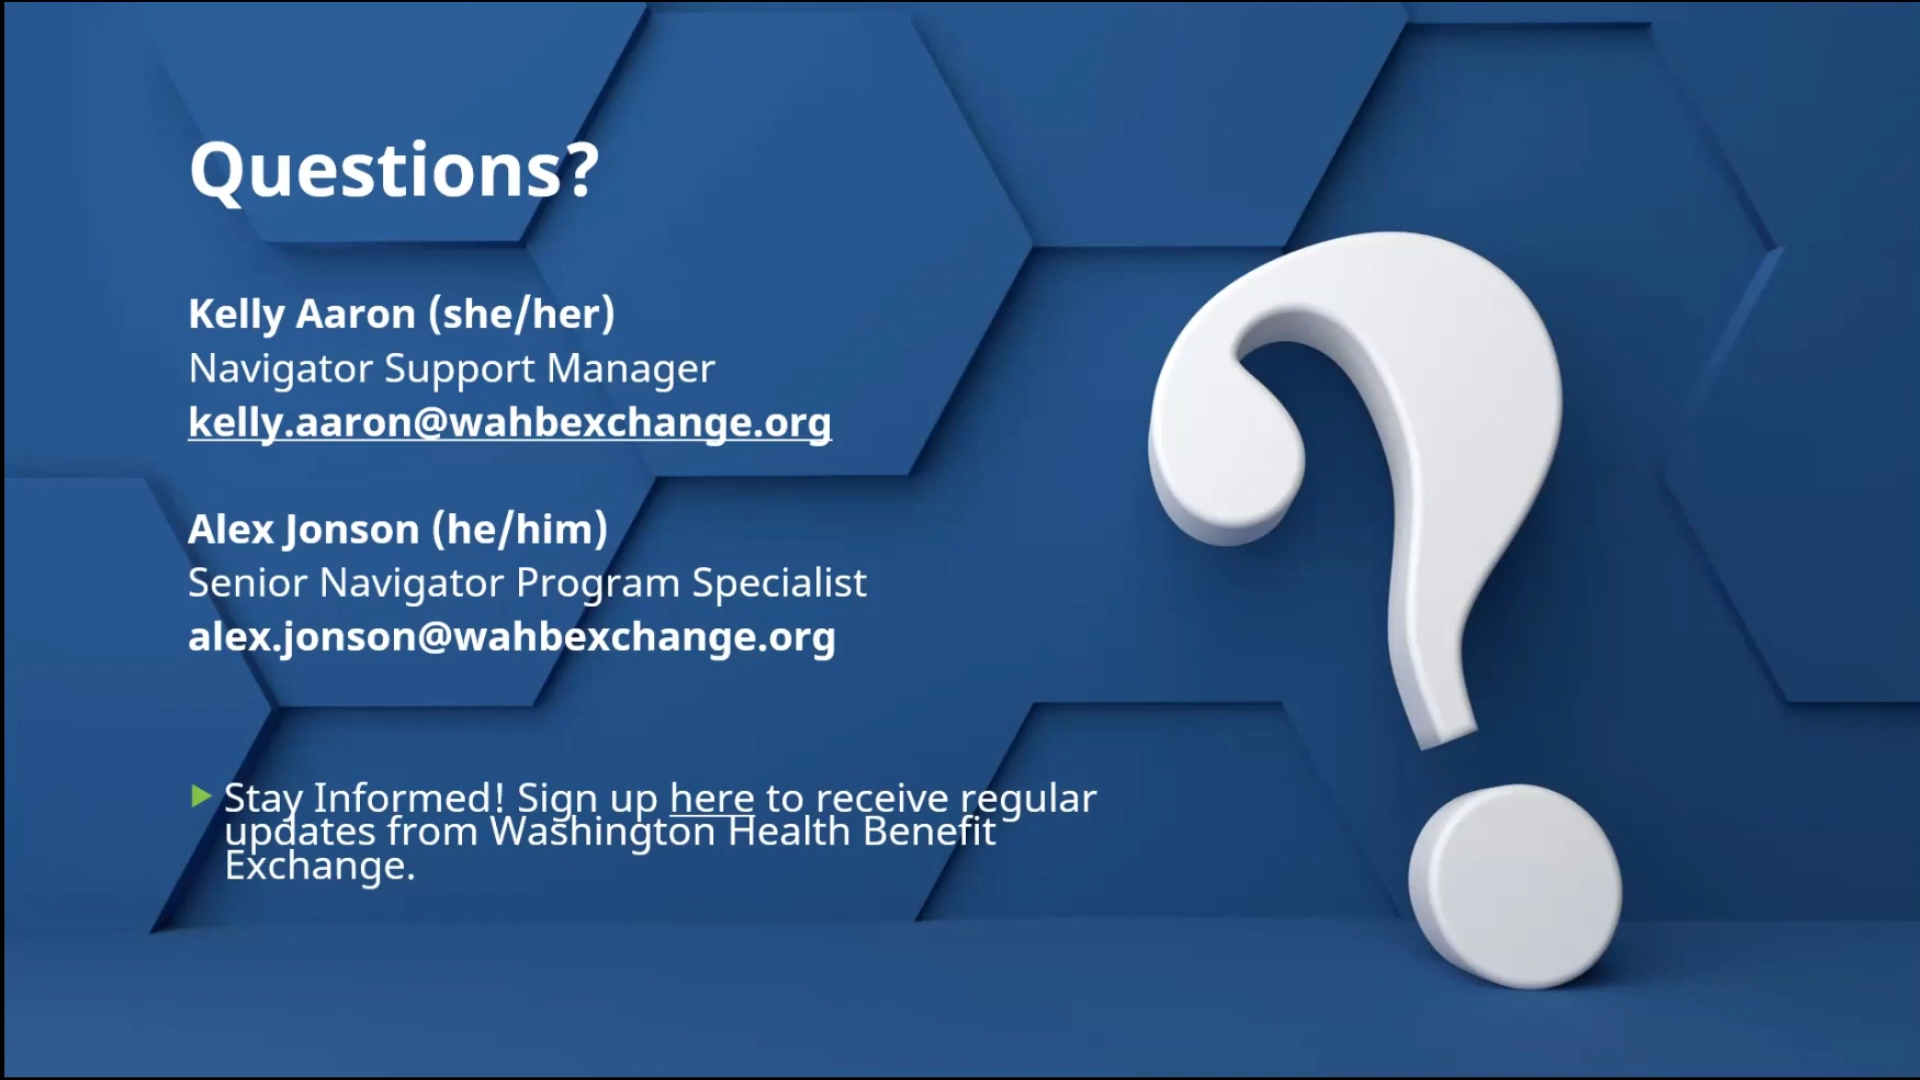 Questions?
Kelly Aaron (she/her)
Navigator Support Manager
kelly.aaron@wahbexchange.org
Alex Jonson (he/him)
Senior Navigator Program Specialist
alex.jonson@wahbexchange.org
Stay Informed! Sign up here to receive regular
updates from Washington Health Benefit
Exchange.